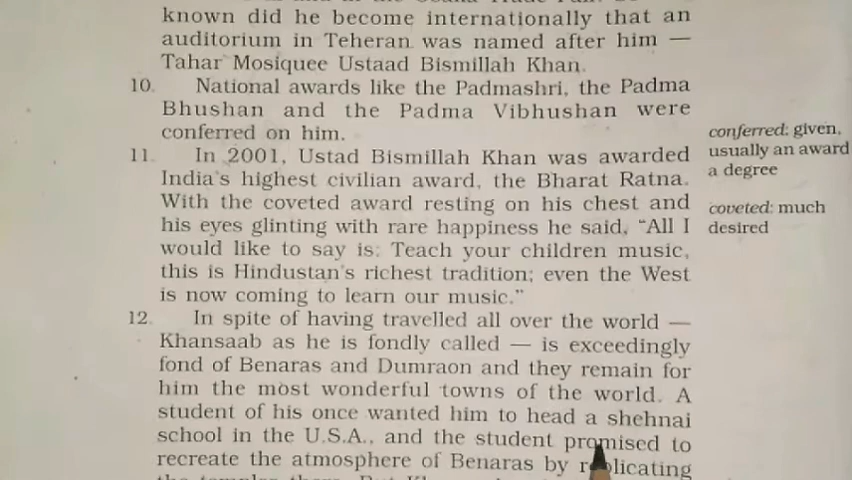 known did he become internationally that an
auditorium in Teheran was named after him —
Tahar Mosiquee Ustaad Bismillah Khan.
10. National awards like the Padmashri, the Padma
Bhushan and the Padma Vibhushan were
conferred on him.
conferred: given,
usually an award
a degree
11. In 2001, Ustad Bismillah Khan was awarded
India's highest civilian award, the Bharat Ratna.
With the coveted award resting on his chest and
his eyes glinting with rare happiness he said, “All I
would like to say is: Teach your children music,
this is Hindustan's richest tradition; even the West
is now coming to learn our music.”
coveted: much
desired
12. In spite of having travelled all over the world —
Khansaab as he is fondly called — is exceedingly
fond of Benaras and Dumraon and they remain for
him the most wonderful towns of the world. A
student of his once wanted him to head a shehnai
school in the U.S.A., and the student promised to
recreate the atmosphere of Benaras by replicating